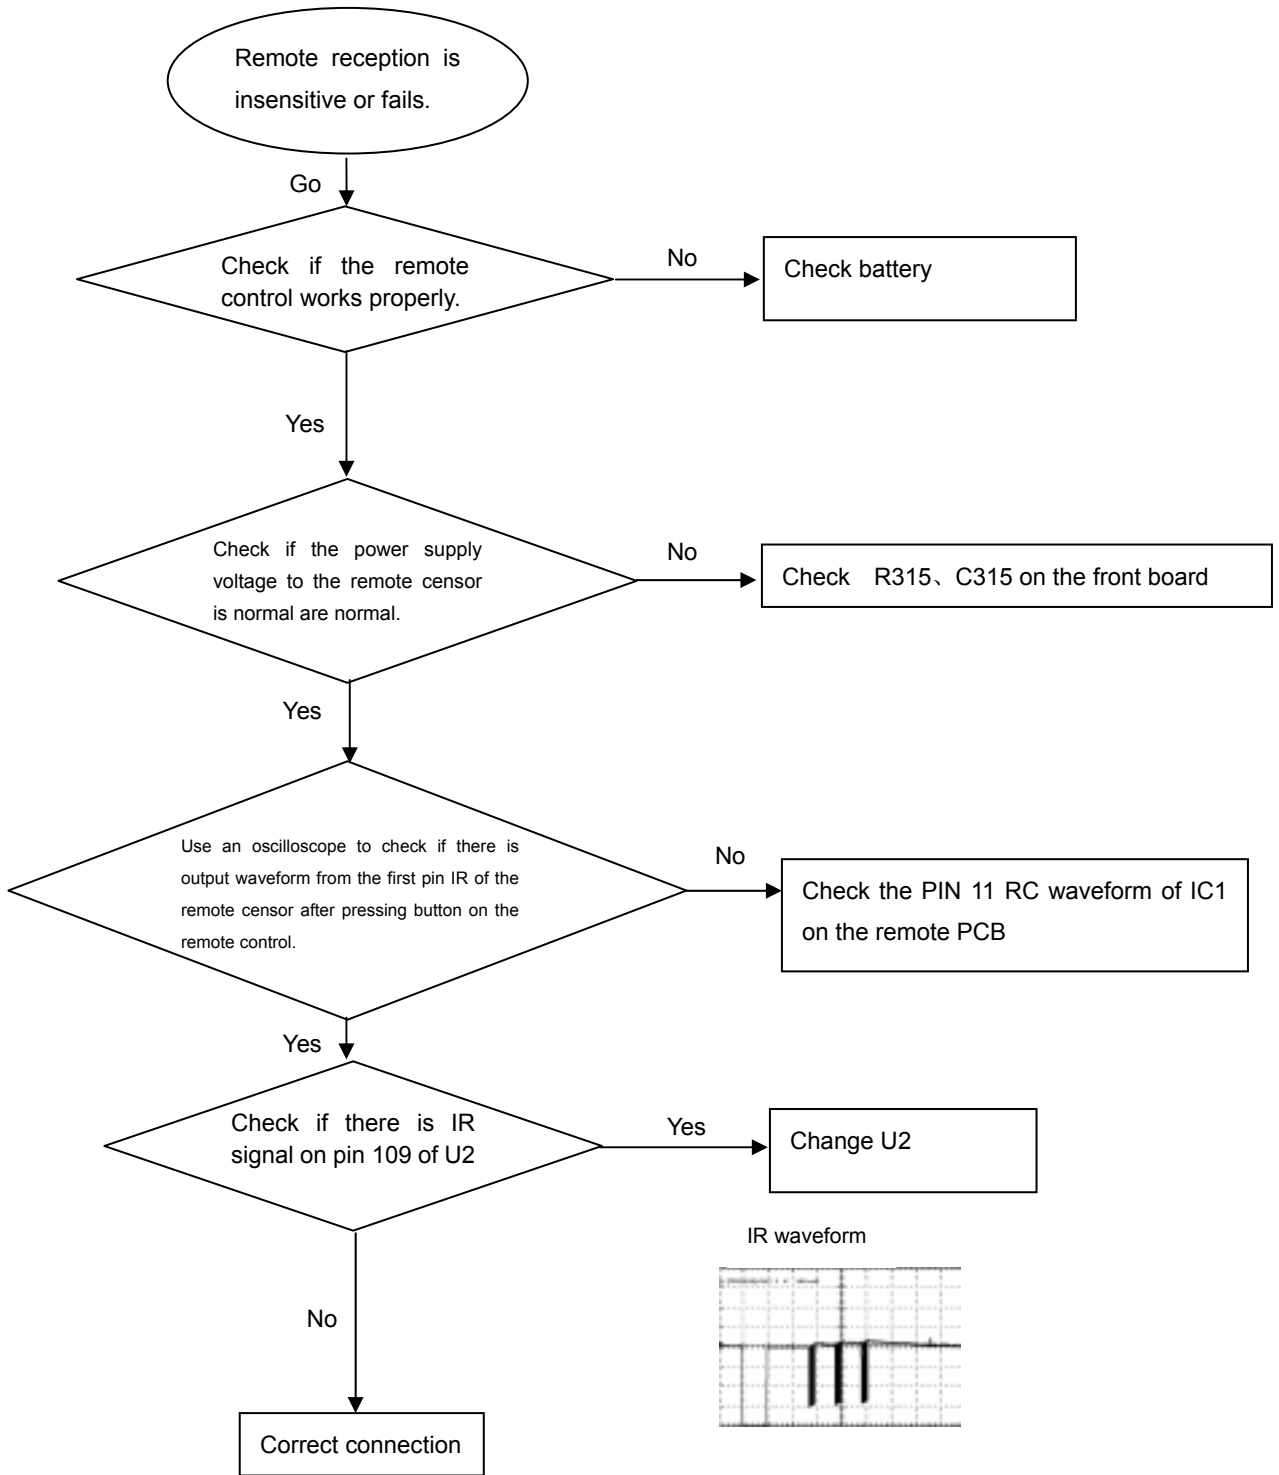 Remote reception is
insensitive or fails.
Go
Check if the remote
control works properly.
No
Check battery
Yes
Check if the power supply
voltage to the remote censor
is normal are normal.
No
Check R315、C315 on the front board
Yes
Use an oscilloscope to check if there is
output waveform from the first pin IR of the
remote censor after pressing button on the
remote control.
No
Check the PIN 11 RC waveform of IC1
on the remote PCB
Yes
Check if there is IR
signal on pin 109 of U2
Yes
Change U2
IR waveform
No
Correct connection